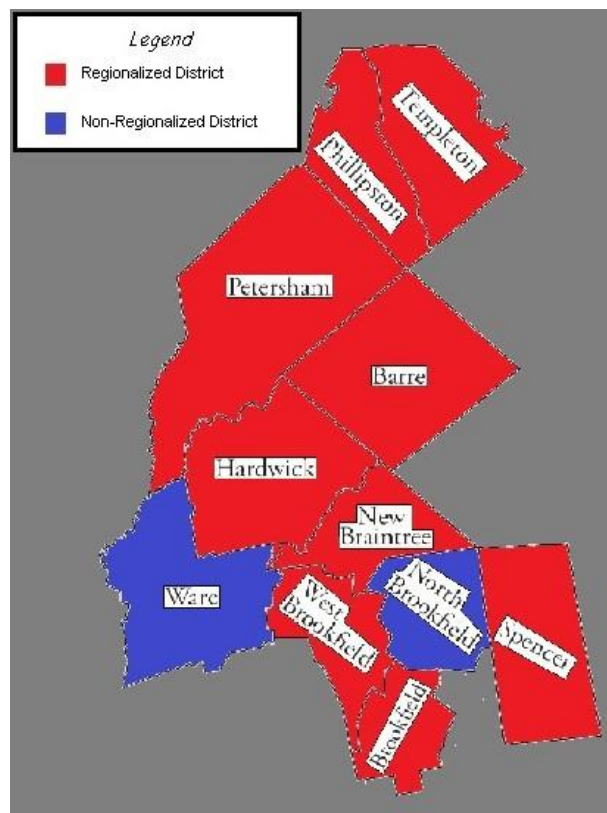 Legend
Regionalized District
Non-Regionalized District
Templeton
Phillipston
Petersham
Barre
Hardwick
New
Braintree
Ware
West
Brookfield
North
Brookfield
Spencer
Brookfield